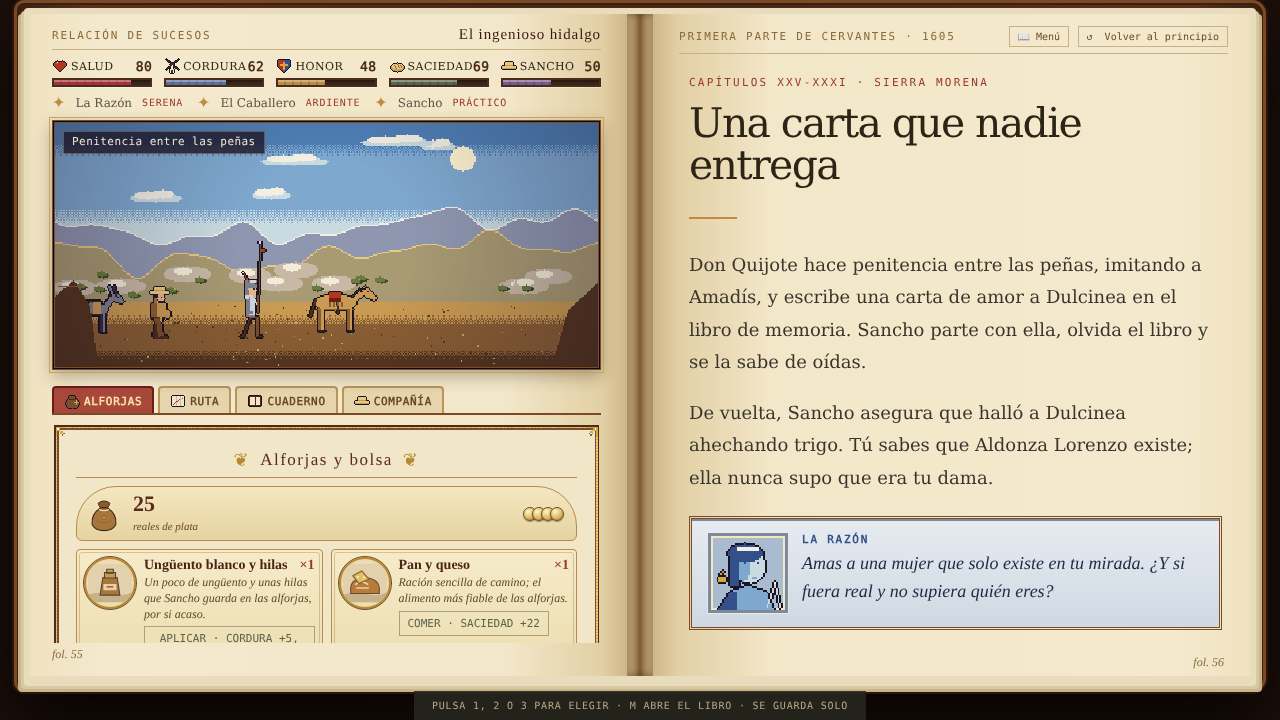 RELACIÓN DE SUCESOS
El ingenioso hidalgo
SALUD 80
CORDURA 62
HONOR 48
SACIEDAD 69
SANCHO 50
La Razón SERENA
El Caballero ARDIENTE
Sancho PRÁCTICO
Penitencia entre las peñas
ALFORJAS
RUTA
CUADERNO
COMPAÑÍA
Alforjas y bolsa
25
reales de plata
Ungüento blanco y hilas ×1
Un poco de ungüento y unas hilas
que Sancho guarda en las alforjas,
por si acaso.
APLICAR · CORDURA +5,
Pan y queso ×1
Ración sencilla de camino; el
alimento más fiable de las alforjas.
COMER · SACIEDAD +22
fol. 55
PRIMERA PARTE DE CERVANTES · 1605
📖 Menú
↺ Volver al principio
CAPÍTULOS XXV-XXXI · SIERRA MORENA
Una carta que nadie
entrega
Don Quijote hace penitencia entre las peñas, imitando a
Amadís, y escribe una carta de amor a Dulcinea en el
libro de memoria. Sancho parte con ella, olvida el libro y
se la sabe de oídas.
De vuelta, Sancho asegura que halló a Dulcinea
ahechando trigo. Tú sabes que Aldonza Lorenzo existe;
ella nunca supo que era tu dama.
LA RAZÓN
Amas a una mujer que solo existe en tu mirada. ¿Y si
fuera real y no supiera quién eres?
fol. 56
PULSA 1, 2 O 3 PARA ELEGIR · M ABRE EL LIBRO · SE GUARDA SOLO